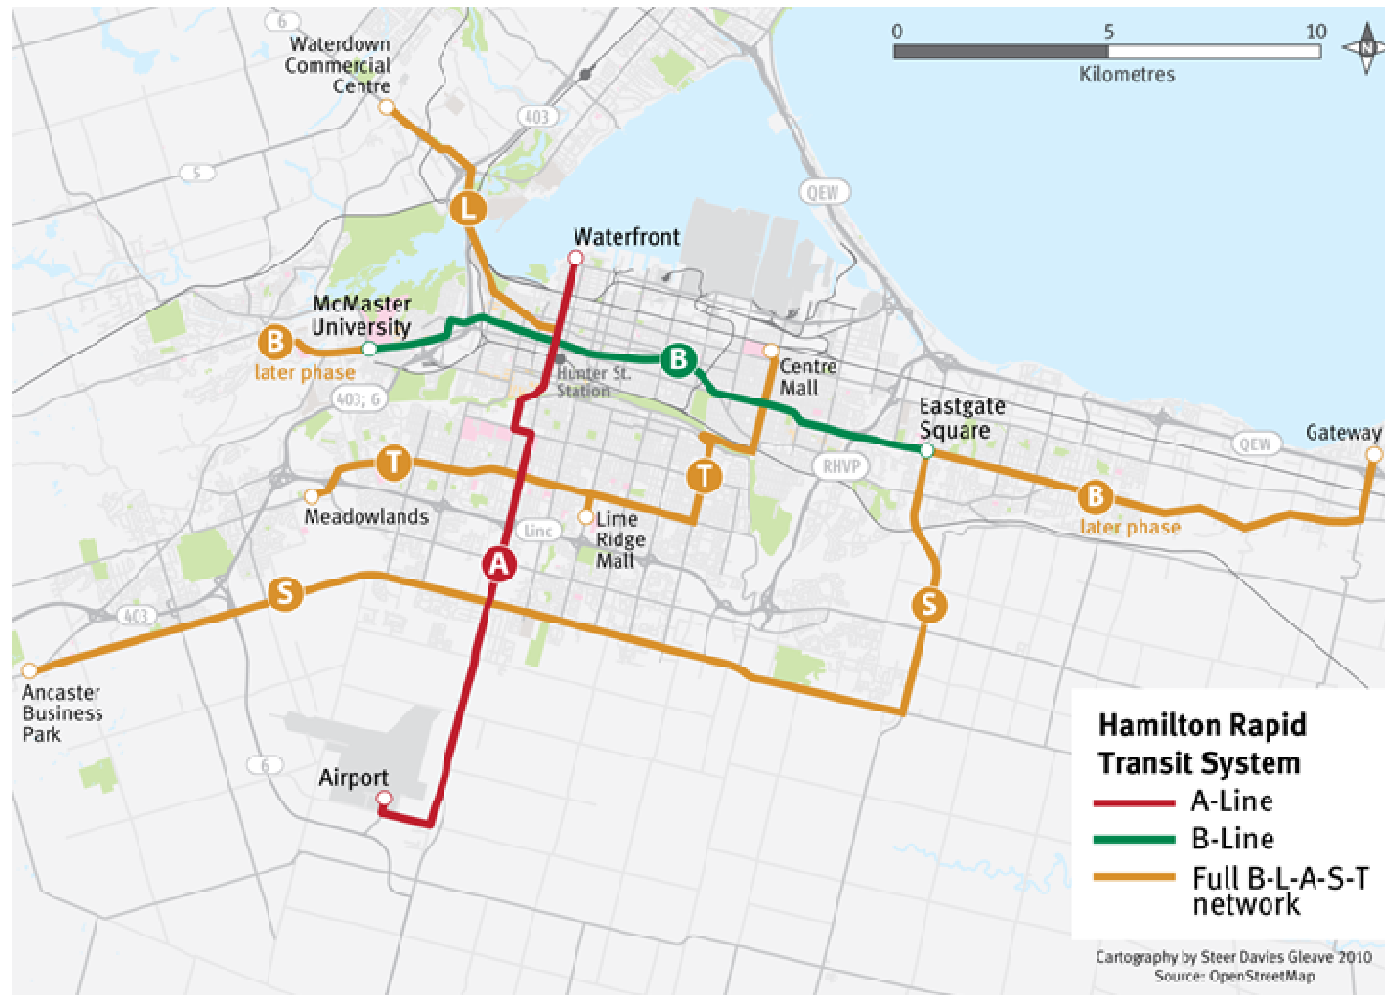 6
Waterdown
Commercial
Centre
0
5
10
Kilometres
N
403
5
QEW
L
Waterfront
McMaster
University
B
later phase
B
Hunter St.
Station
Centre
Mall
403; 6
Eastgate
Square
Gateway
QEW
RHVP
T
T
B
later phase
Meadowlands
Linc
Lime
Ridge
Mall
A
S
S
403
Ancaster
Business
Park
6
Airport
Hamilton Rapid
Transit System
A-Line
B-Line
Full B-L-A-S-T
network
Cartography by Steer Davies Gleave 2010
Source: OpenStreetMap